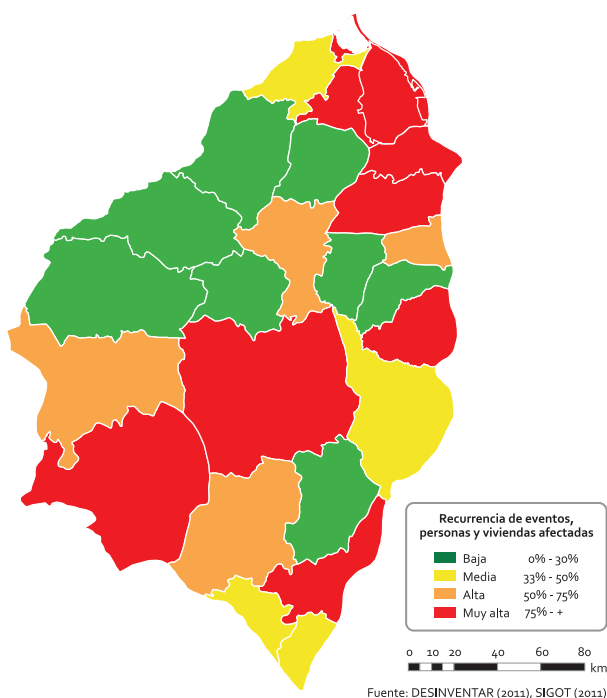 Recurrencia de eventos,
personas y viviendas afectadas
Baja 0% - 30%
Media 33% - 50%
Alta 50% - 75%
Muy alta 75% - +
0 10 20 40 60 80
km
Fuente: DESINVENTAR (2011), SIGOT (2011)